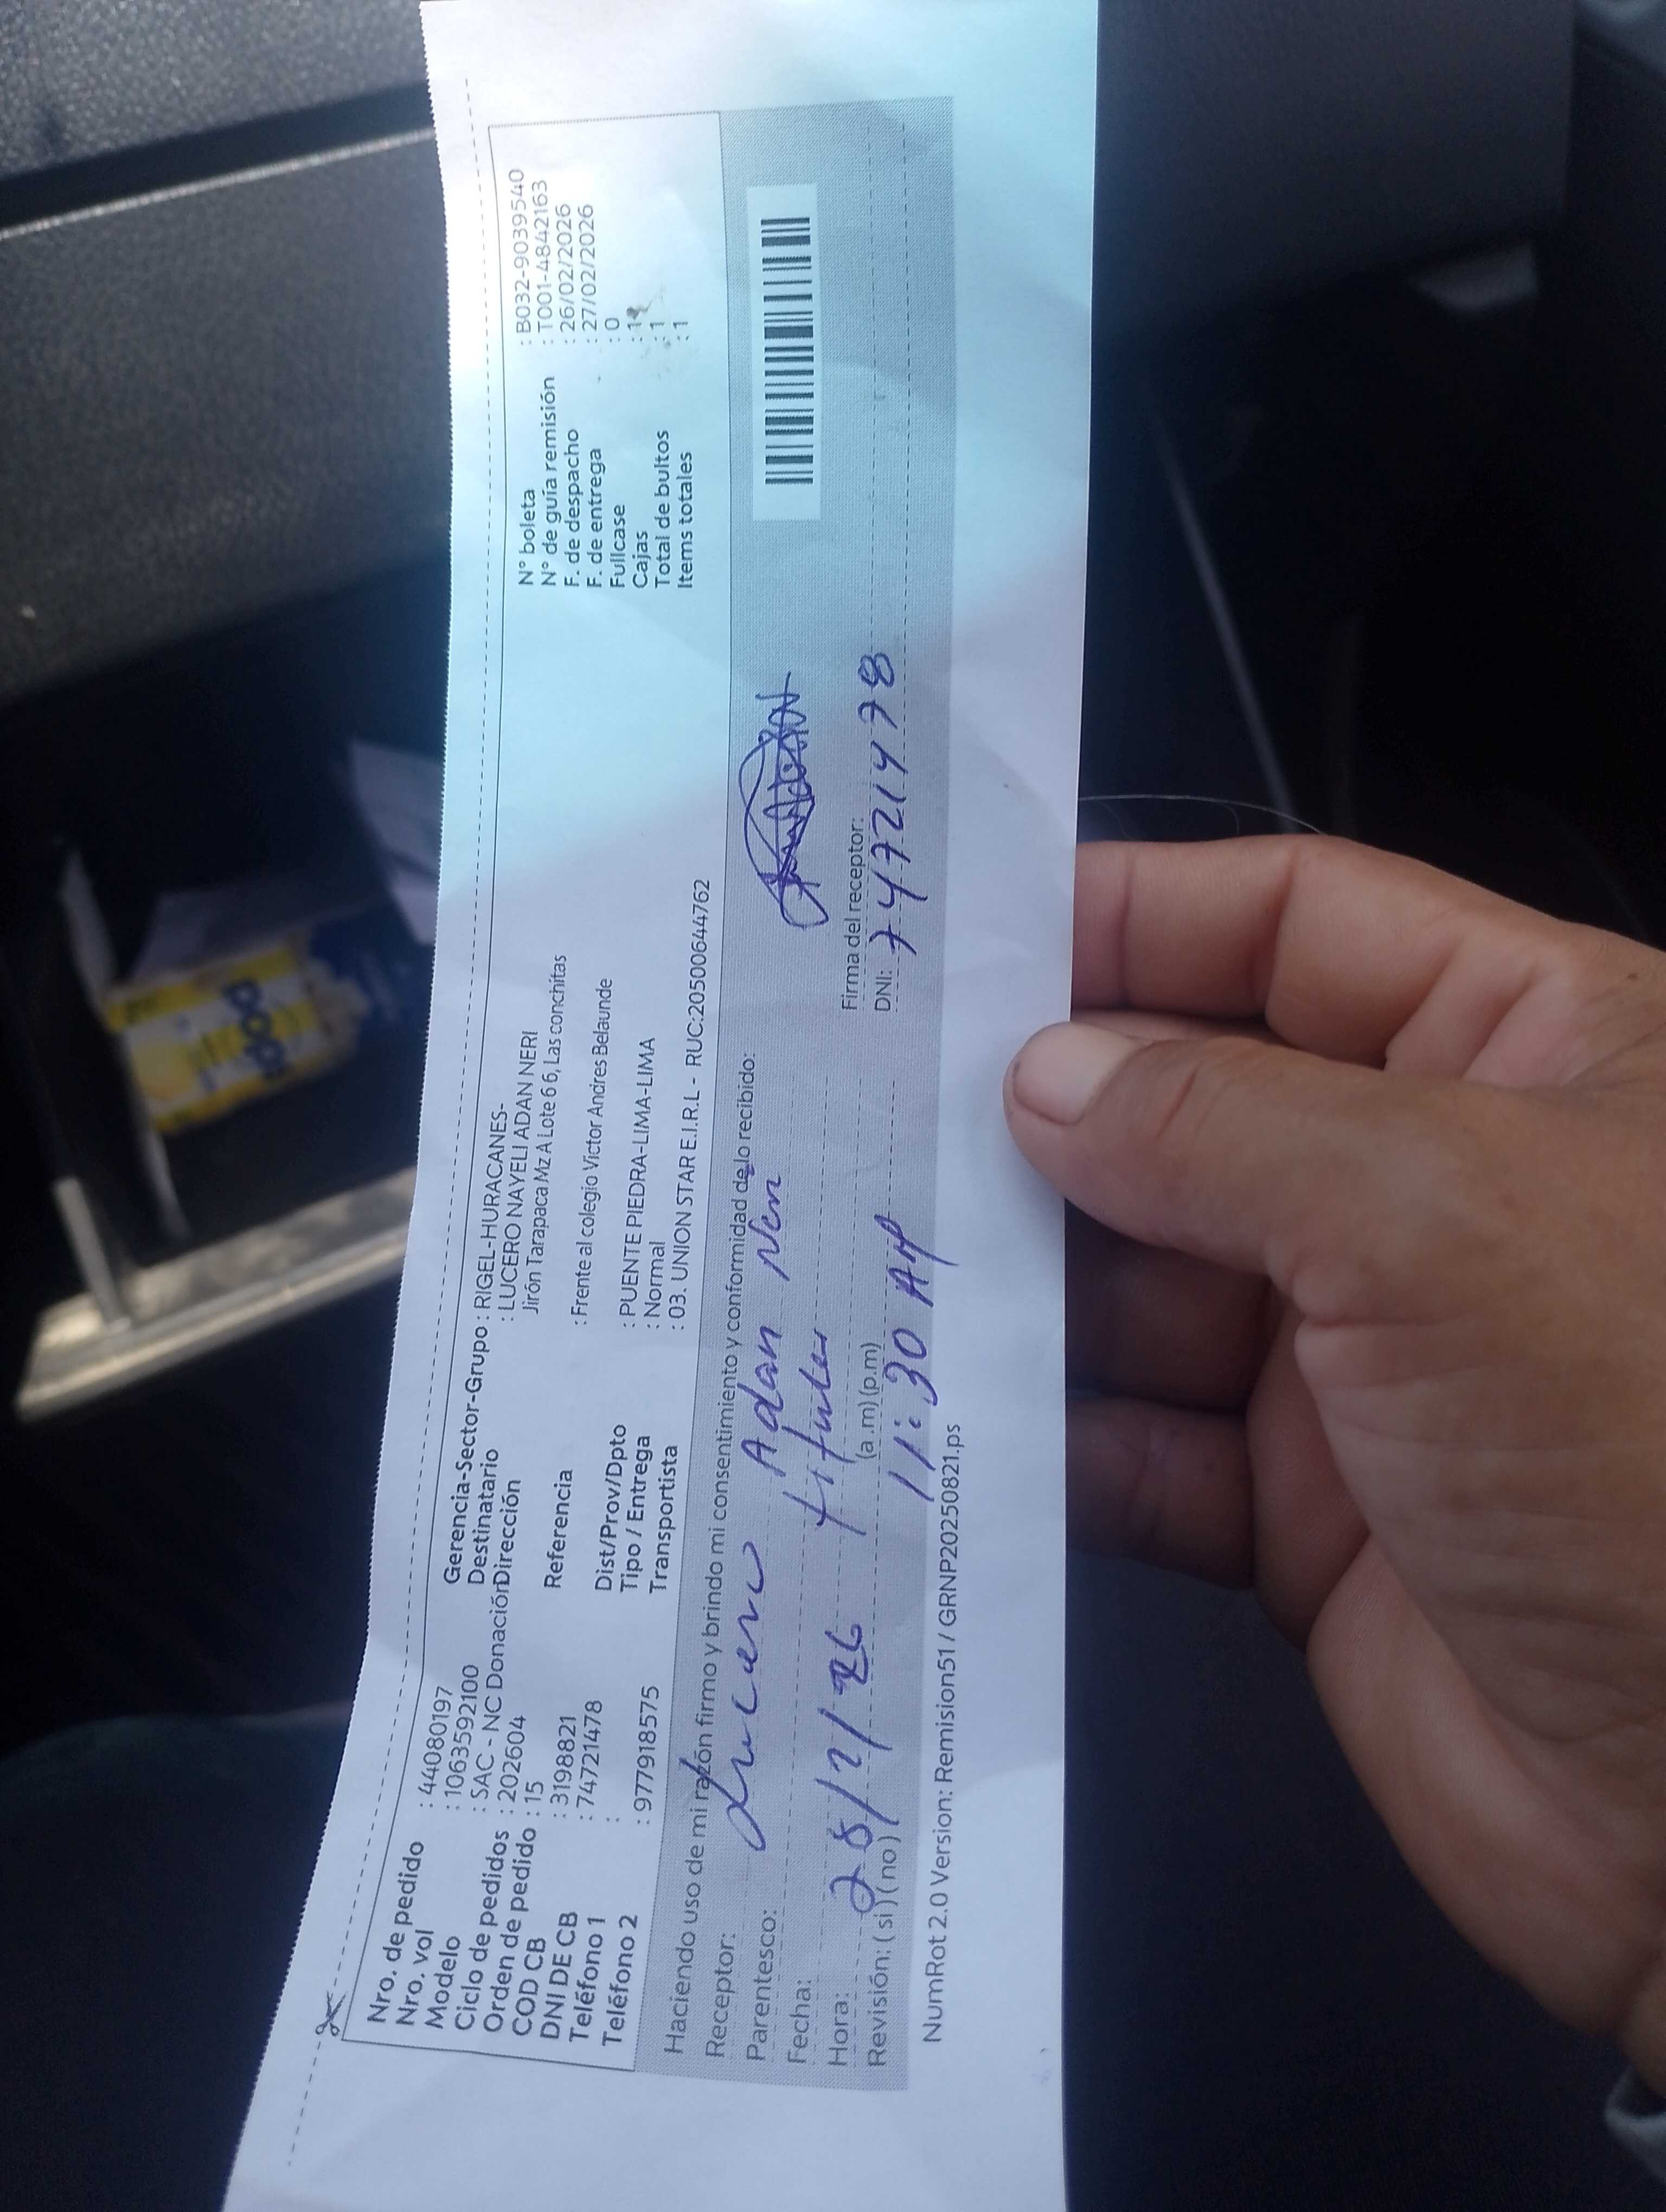 Nro. de pedido : 44080197
Nro. vol : 1063592100
Modelo : SAC - NC Donación
Ciclo de pedidos : 202604
Orden de pedido : 15
COD CB : 3198821
DNI DE CB : 74721478
Teléfono 1 :
Teléfono 2 : 977918575
Gerencia-Sector-Grupo : RIGEL-HURACANES-
Destinatario : LUCERO NAYELI ADAN NERI
Dirección Jirón Tarapaca Mz A Lote 6 6, Las conchitas
Referencia : Frente al colegio Victor Andres Belaunde
Dist/Prov/Dpto : PUENTE PIEDRA-LIMA-LIMA
Tipo / Entrega : Normal
Transportista : 03. UNION STAR E.I.R.L - RUC:20500644762
N° boleta : B032-9039540
N° de guía remisión : T001-4842163
F. de despacho : 26/02/2026
F. de entrega : 27/02/2026
Fullcase : 0
Cajas : 1
Total de bultos : 1
Items totales : 1
Haciendo uso de mi razón firmo y brindo mi consentimiento y conformidad de lo recibido:
Receptor: Lucero Adan Neri
Parentesco: titular
Fecha: 28/2/26
Hora: (a.m) (p.m) 11:30 AM
Revisión: ( si ) ( no )
Firma del receptor:
DNI: 74721478
NumRot 2.0 Version: Remision51 / GRNP20250821.ps
DOOP